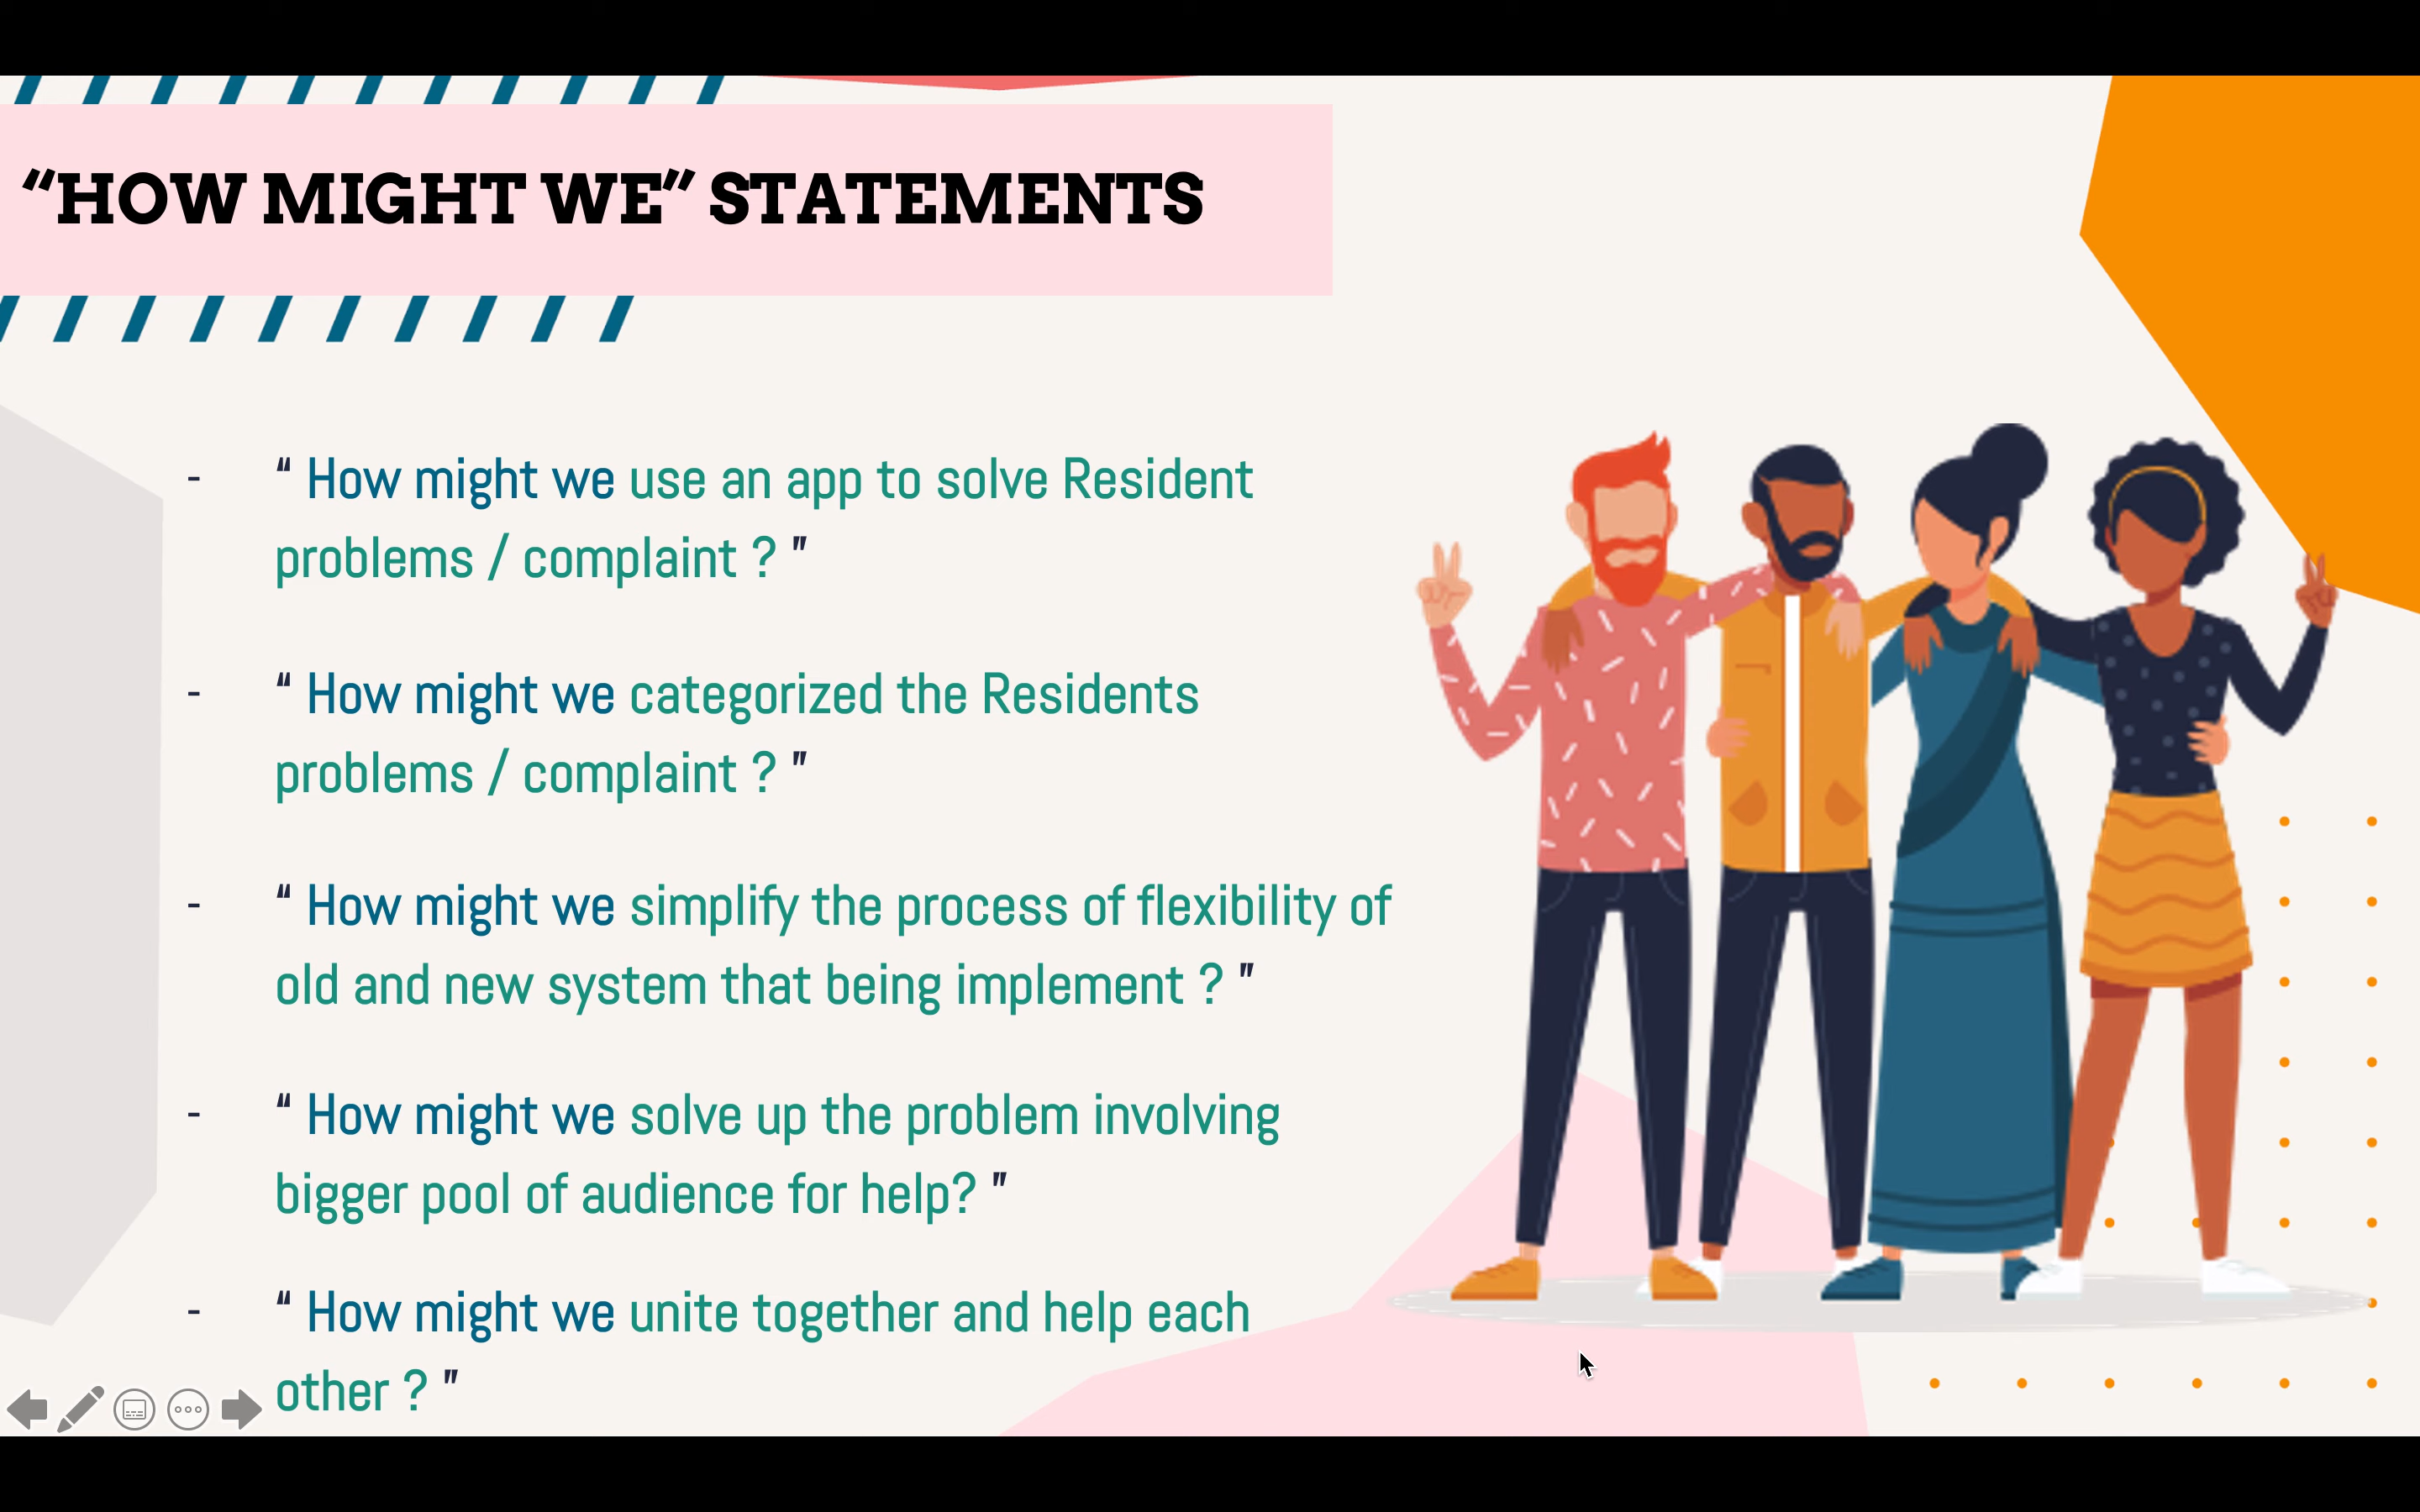 “HOW MIGHT WE” STATEMENTS
- “ How might we use an app to solve Resident
problems / complaint ? ”
- “ How might we categorized the Residents
problems / complaint ? ”
- “ How might we simplify the process of flexibility of
old and new system that being implement ? ”
- “ How might we solve up the problem involving
bigger pool of audience for help? ”
- “ How might we unite together and help each
other ? ”